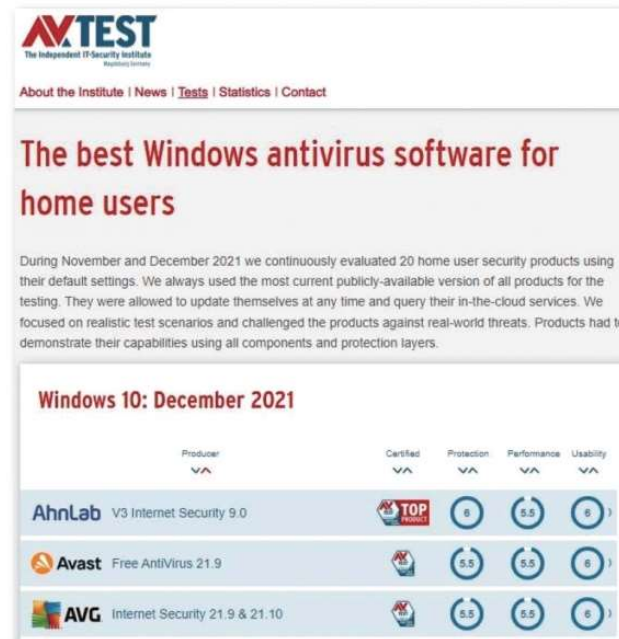 AV TEST
The Independent IT-Security Institute
Magdeburg Germany
About the Institute | News | Tests | Statistics | Contact
The best Windows antivirus software for
home users
During November and December 2021 we continuously evaluated 20 home user security products using
their default settings. We always used the most current publicly-available version of all products for the
testing. They were allowed to update themselves at any time and query their in-the-cloud services. We
focused on realistic test scenarios and challenged the products against real-world threats. Products had t
demonstrate their capabilities using all components and protection layers.
Windows 10: December 2021
Producer Certified Protection Performance Usability
AhnLab V3 Internet Security 9.0 TOP PRODUCT 6 5.5 6
Avast Free AntiVirus 21.9 5.5 5.5 6
AVG Internet Security 21.9 & 21.10 5.5 5.5 6